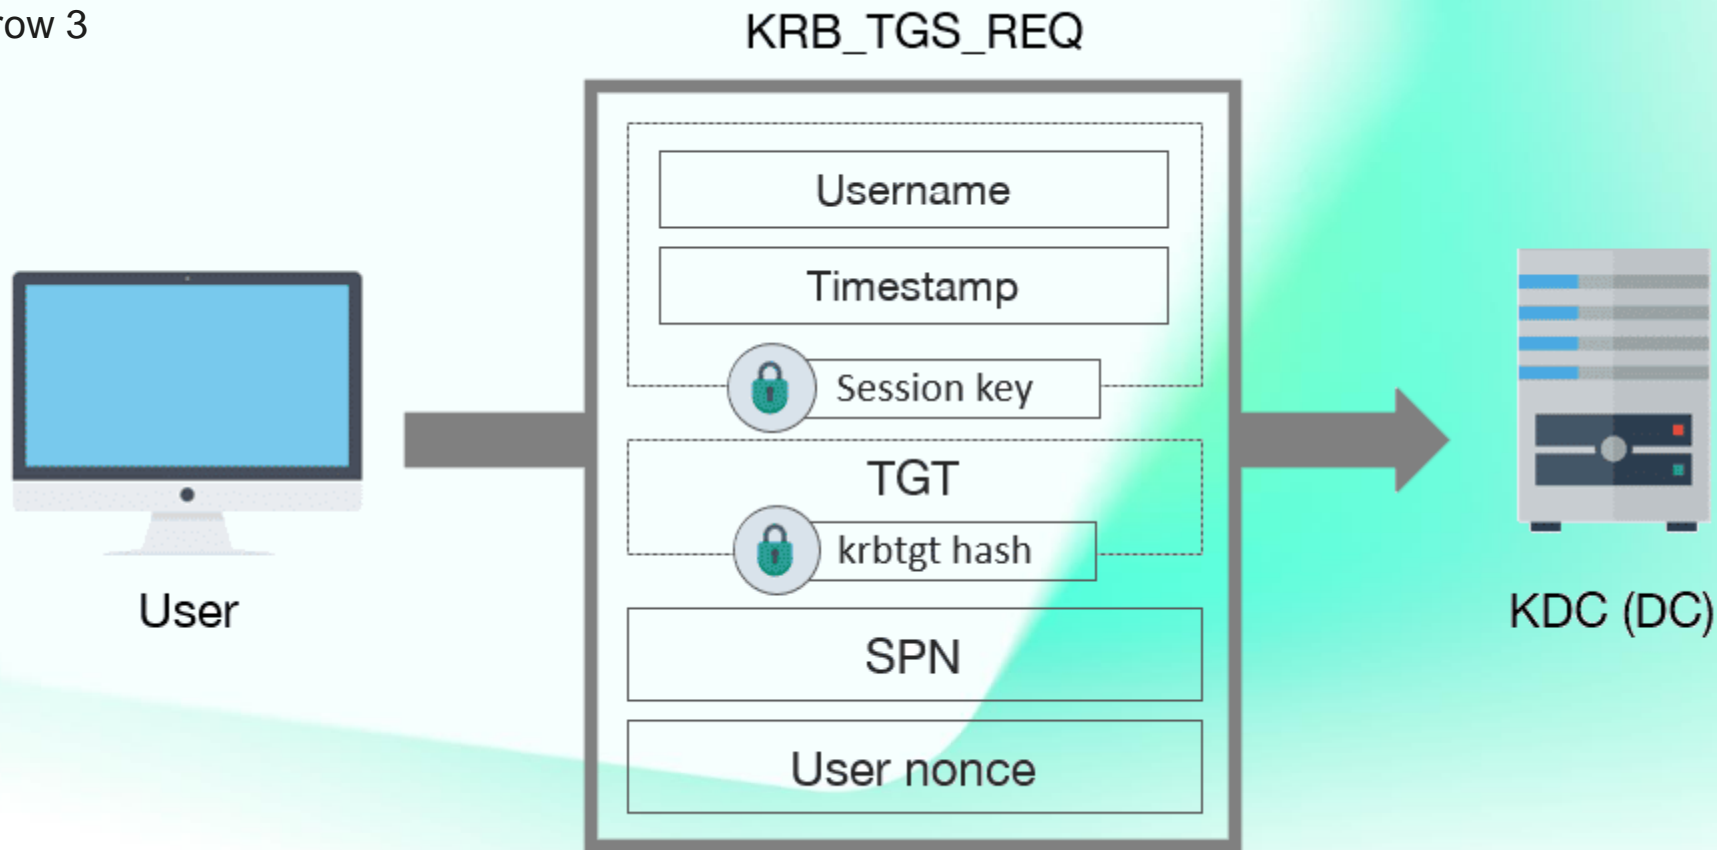 row 3
KRB_TGS_REQ
Username
Timestamp
Session key
TGT
krbtgt hash
SPN
User nonce
User
KDC (DC)